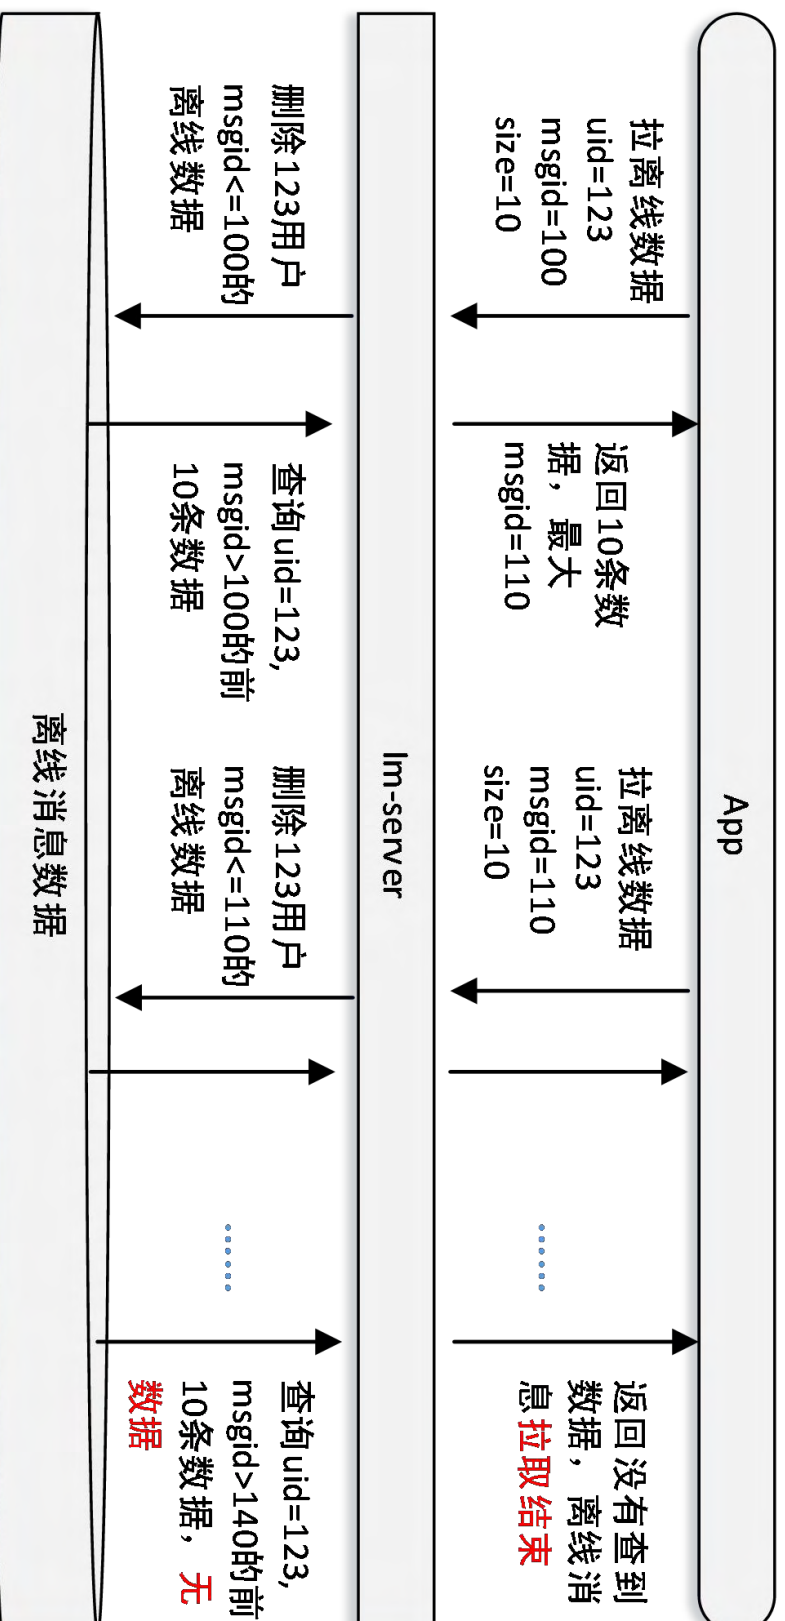 App
拉离线数据
uid=123
msgid=100
size=10
返回10条数
据，最大
msgid=110
拉离线数据
uid=123
msgid=110
size=10
......
返回没有查到
数据，离线消
息拉取结束
Im-server
删除123用户
msgid<=100的
离线数据
查询uid=123,
msgid>100的前
10条数据
删除123用户
msgid<=110的
离线数据
......
查询uid=123,
msgid>140的前
10条数据，无
数据
离线消息数据